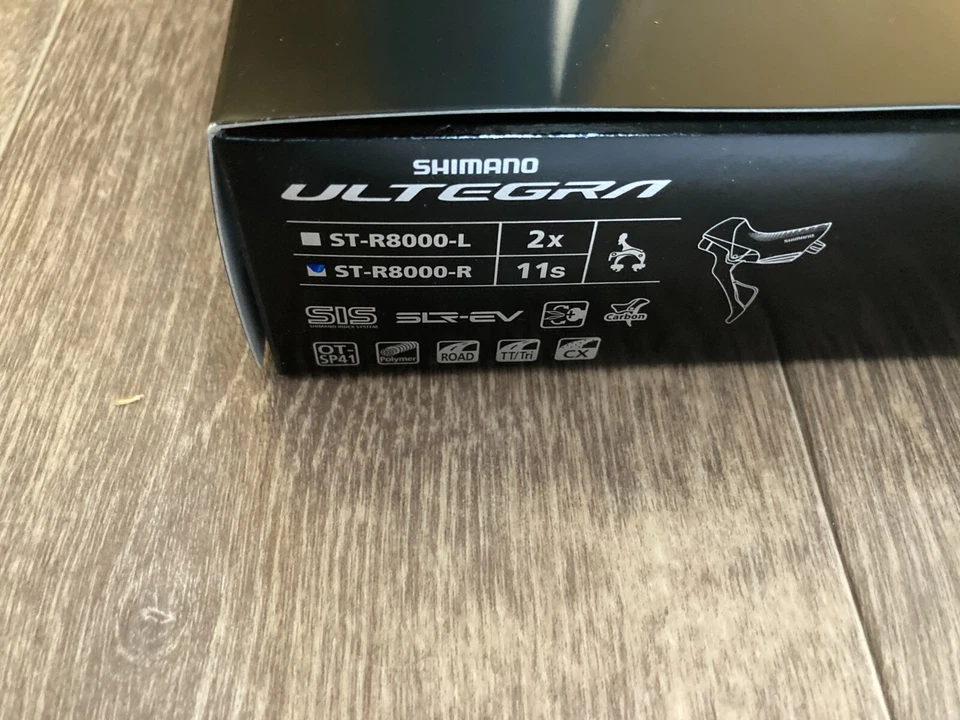 SHIMANO
ULTEGRA
ST-R8000-L 2x
ST-R8000-R 11s
SHIMANO
SIS SLR-EV Carbon
SHIMANO INDEX SYSTEM
OT-SP41 Polymer ROAD TT/Tri CX